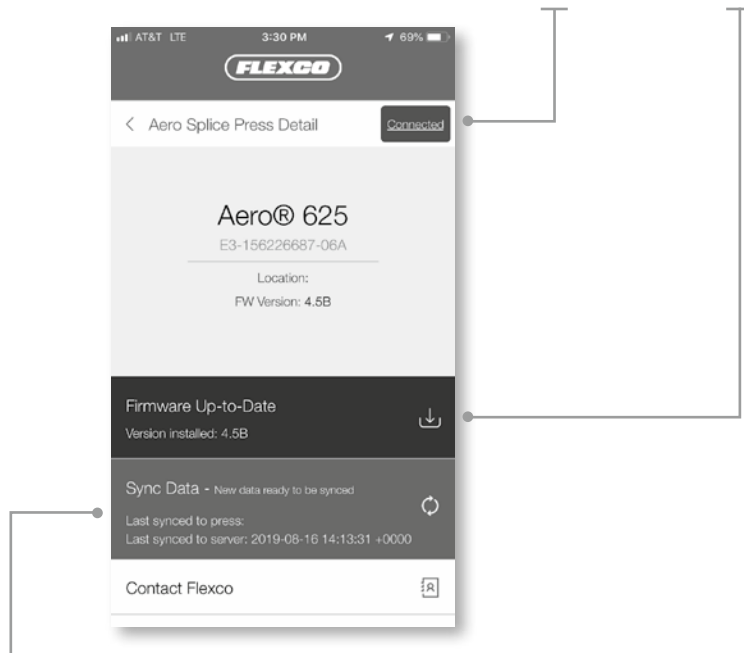 AT&T LTE 3:30 PM 69%
FLEXCO
Aero Splice Press Detail Connected
Aero® 625
E3-156226687-06A
Location:
FW Version: 4.5B
Firmware Up-to-Date
Version installed: 4.5B
Sync Data - New data ready to be synced
Last synced to press:
Last synced to server: 2019-08-16 14:13:31 +0000
Contact Flexco